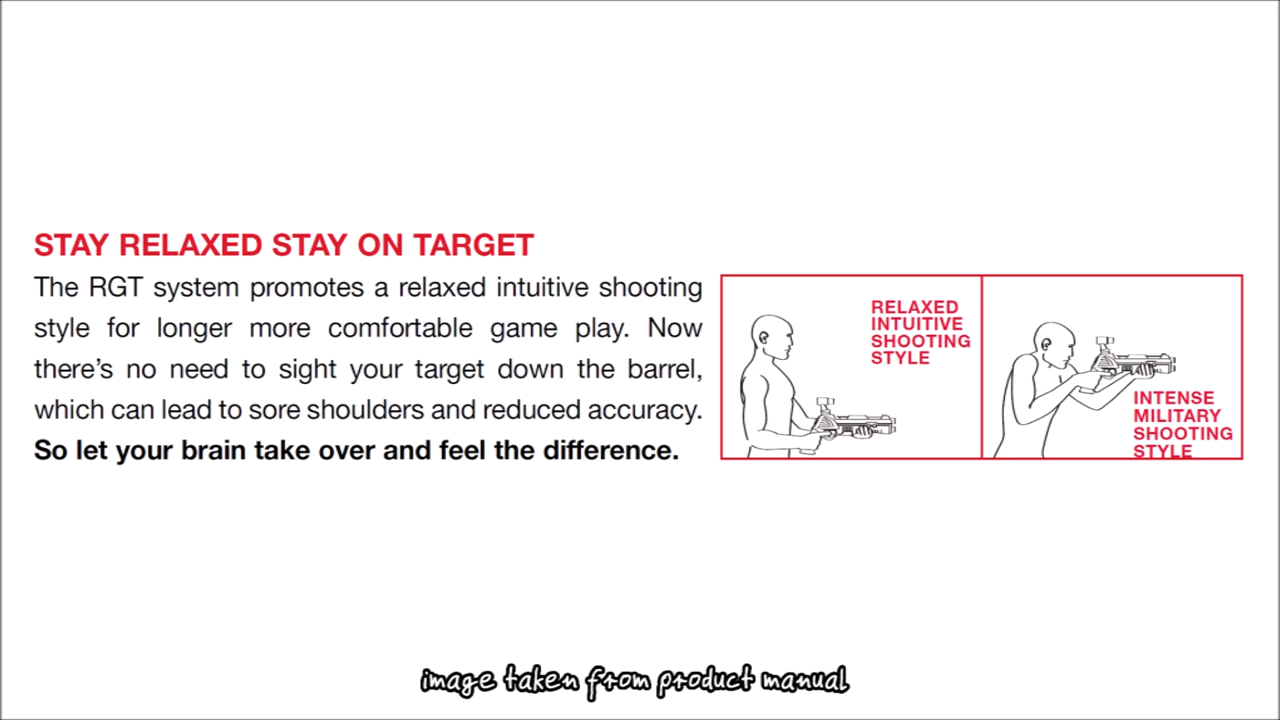 STAY RELAXED STAY ON TARGET
The RGT system promotes a relaxed intuitive shooting
style for longer more comfortable game play. Now
there's no need to sight your target down the barrel,
which can lead to sore shoulders and reduced accuracy.
So let your brain take over and feel the difference.
RELAXED
INTUITIVE
SHOOTING
STYLE
INTENSE
MILITARY
SHOOTING
STYLE
image taken from product manual